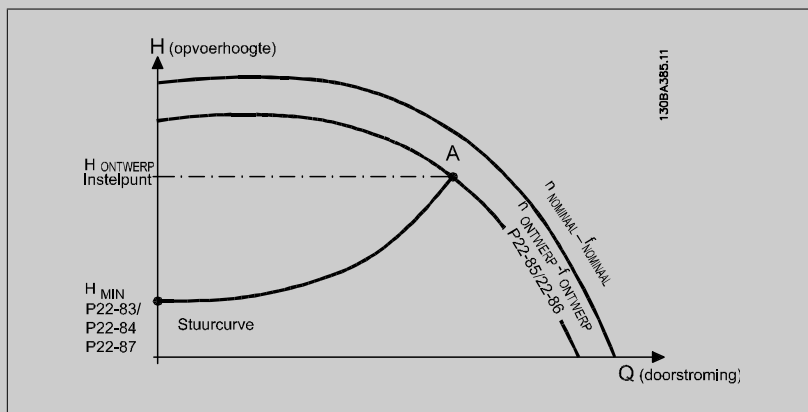 H (opvoerhoogte)
130BA385.11
A
H ONTWERP
Instelpunt
n NOMINAAL – f NOMINAAL
n ONTWERP -f ONTWERP
P22-85/22-86
H MIN
P22-83/
P22-84
P22-87
Stuurcurve
Q (doorstroming)